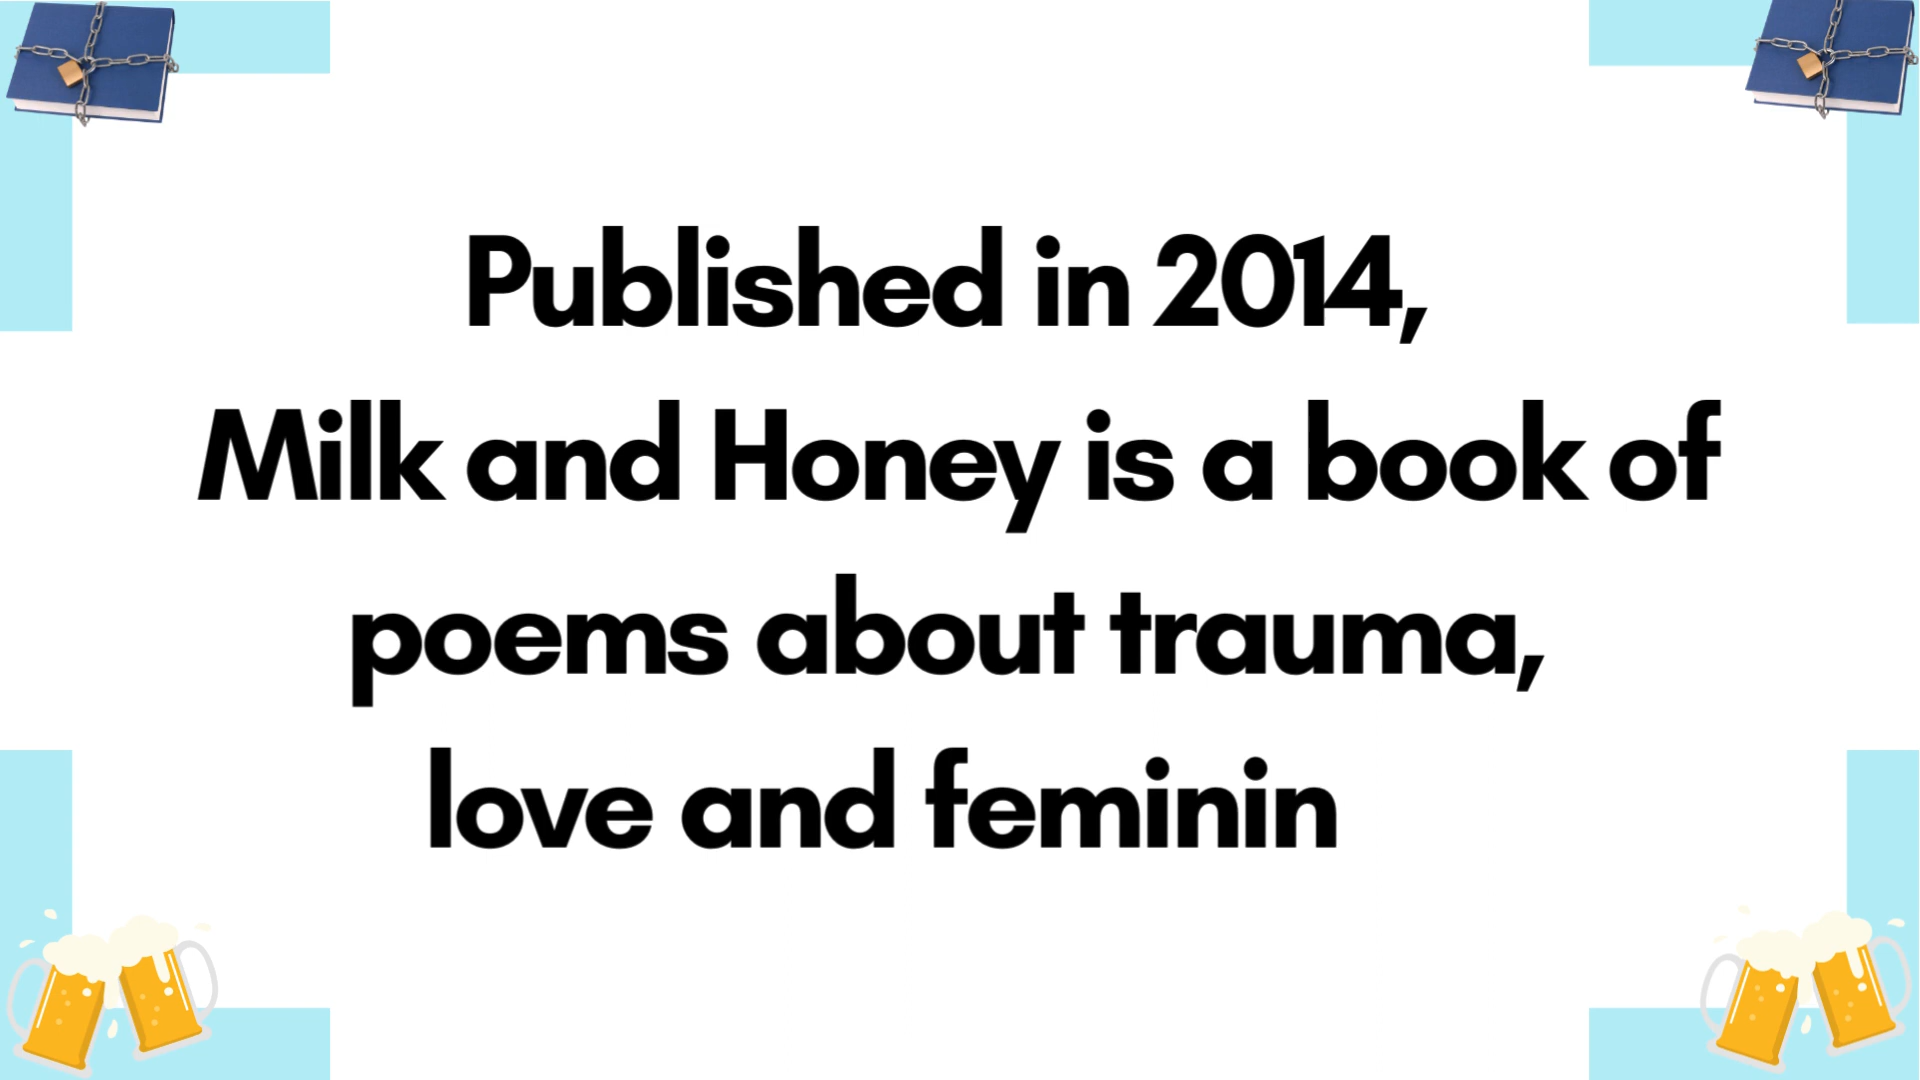 Published in 2014,
Milk and Honey is a book of
poems about trauma,
love and feminin